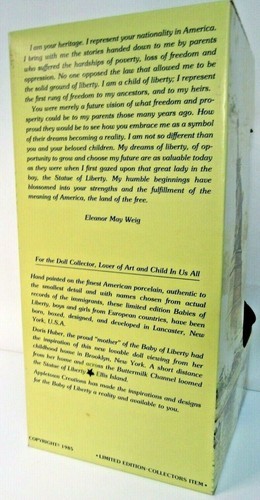 I am your heritage. I represent your nationality in America.
I bring with me the stories handed down to me by parents
who suffered the hardships of poverty, loss of freedom and
oppression. No one opposed the law that allowed me to be
the solid ground of liberty. I am a child of liberty; I represent
the first rung of freedom to my ancestors, and to my heirs.
You were merely a future vision of what freedom and pro-
sperity could be to my parents those many years ago. How
proud they would be to see how you embrace me as a symbol
of their dreams becoming a reality. I am not so different than
you and your beloved children. My dreams of liberty, of op-
portunity to grow and choose my future are as valuable today
as they were when I first gazed upon that great lady in the
boy, the Statue of Liberty. My humble beginnings have
blossomed into your strengths and the fulfillment of the
meaning of America, the land of the free.
Eleanor May Weig
For the Doll Collector, Lover of Art and Child In Us All
Hand painted on the finest American porcelain, authentic to
the smallest detail and with names chosen from actual
records of the immigrants, these limited edition Babies of
Liberty, boys and girls from European countries, have been
born, boxed, designed, and developed in Lancaster, New
York, U.S.A.
Doris Huber, the proud "mother" of the Baby of Liberty had
the inspiration of this new lovable doll viewing from her
childhood home in Brooklyn, New York. A short distance
from her home and across the Buttermilk Channel loomed
the Statue of Liberty ★ Ellis Island.
Appletown Creations has made the inspirations and designs
for the Baby of Liberty a reality and available to you.
COPYRIGHT 1985
• LIMITED EDITION COLLECTORS ITEM •